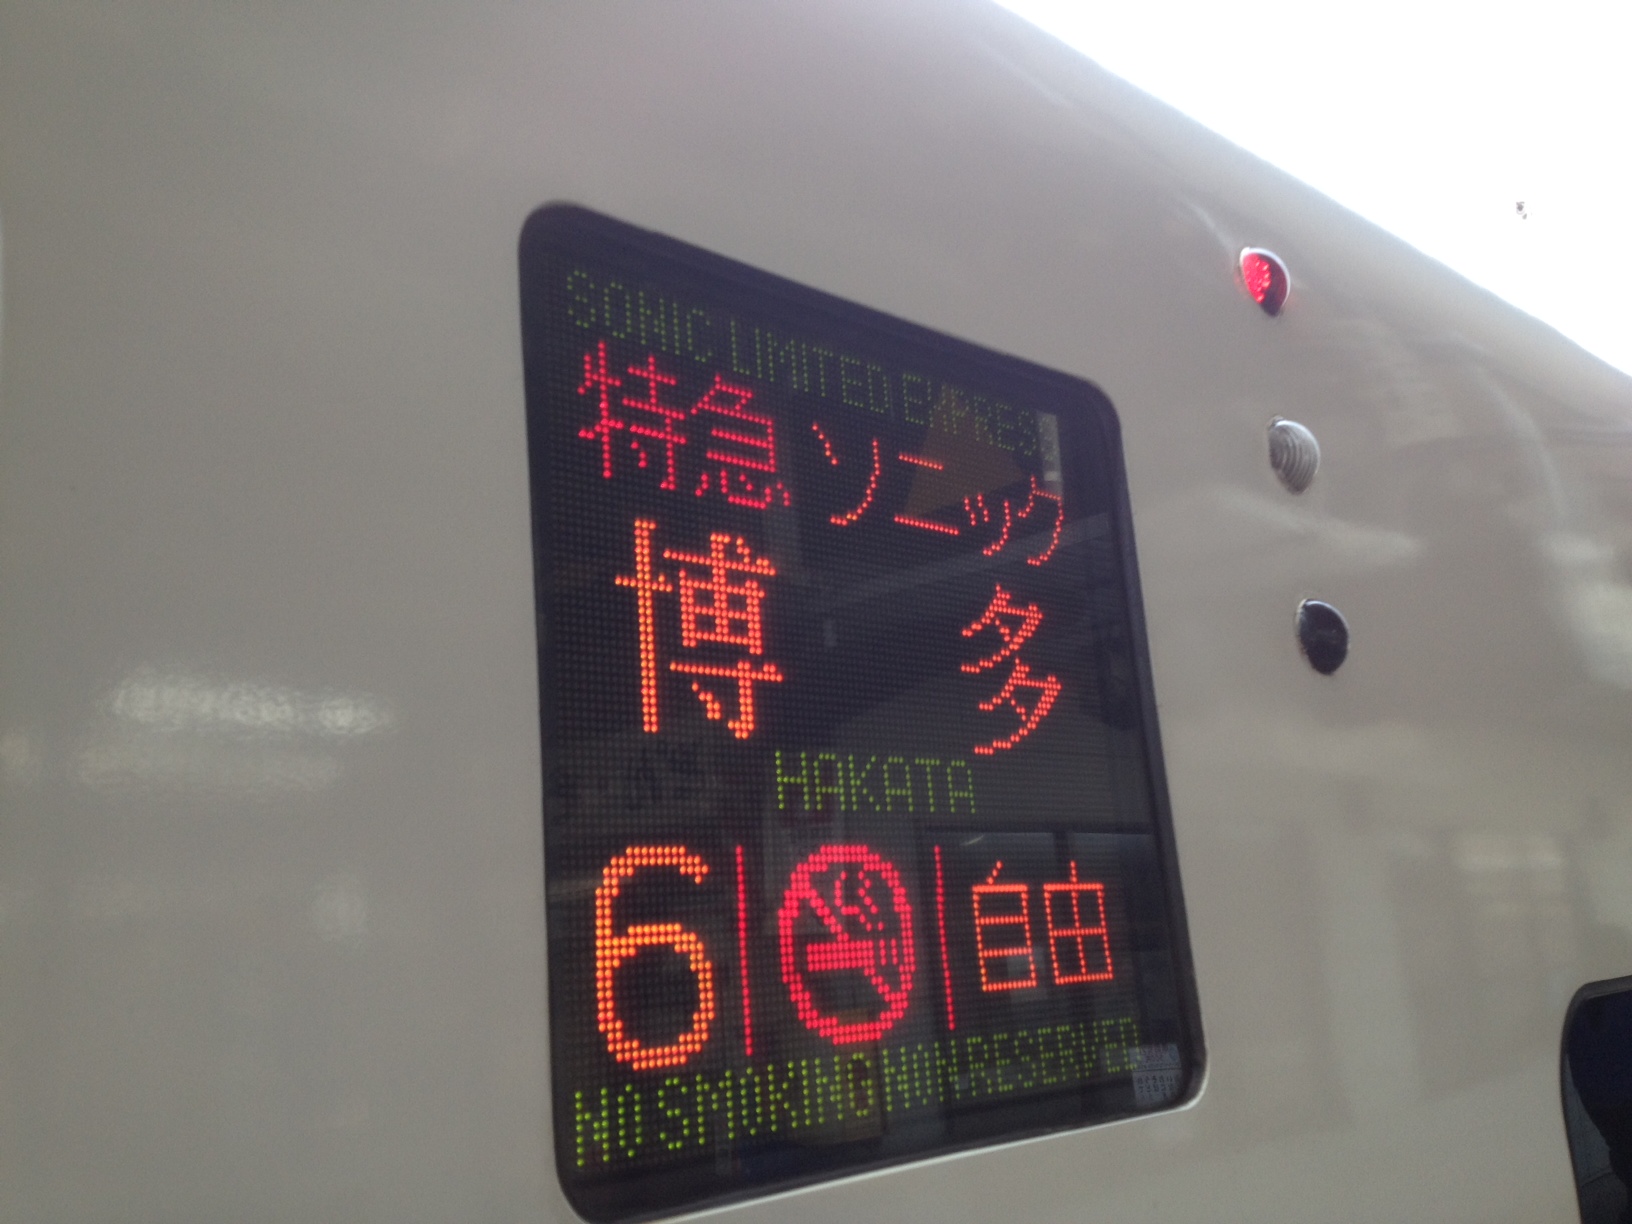 SONIC LIMITED EXPRESS
特急ソニック
博多
HAKATA
6 自由
NO SMOKING NON RESERVED